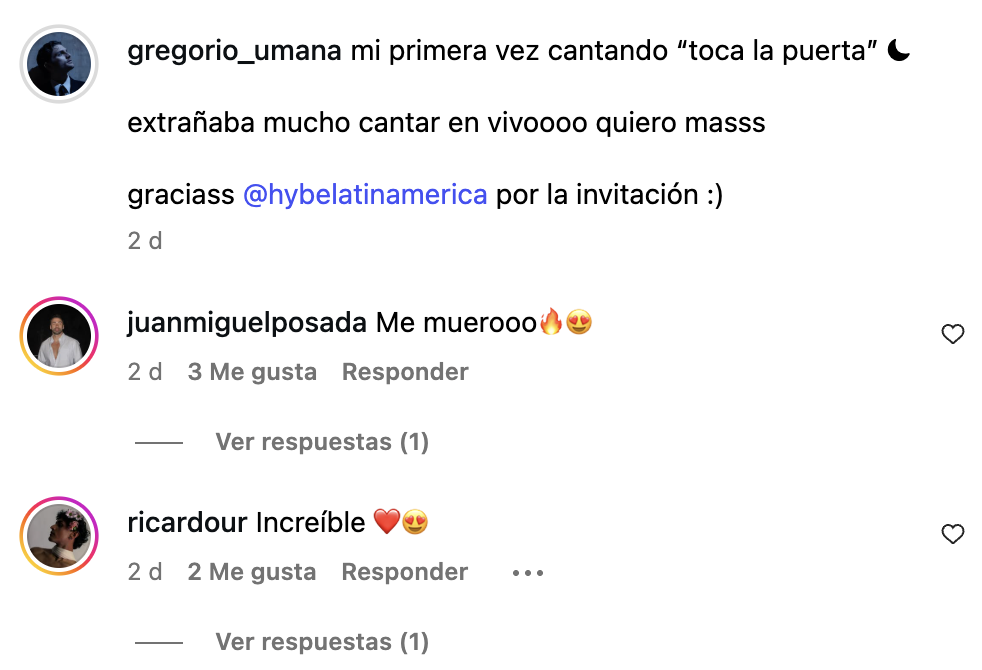 gregorio_umana mi primera vez cantando “toca la puerta” 🌙
extrañaba mucho cantar en vivoooo quiero masss
graciass @hybelatinamerica por la invitación :)
2 d
juanmiguelposada Me muerooo🔥😍
2 d 3 Me gusta Responder
Ver respuestas (1)
ricardour Increíble ❤️😍
2 d 2 Me gusta Responder ...
Ver respuestas (1)